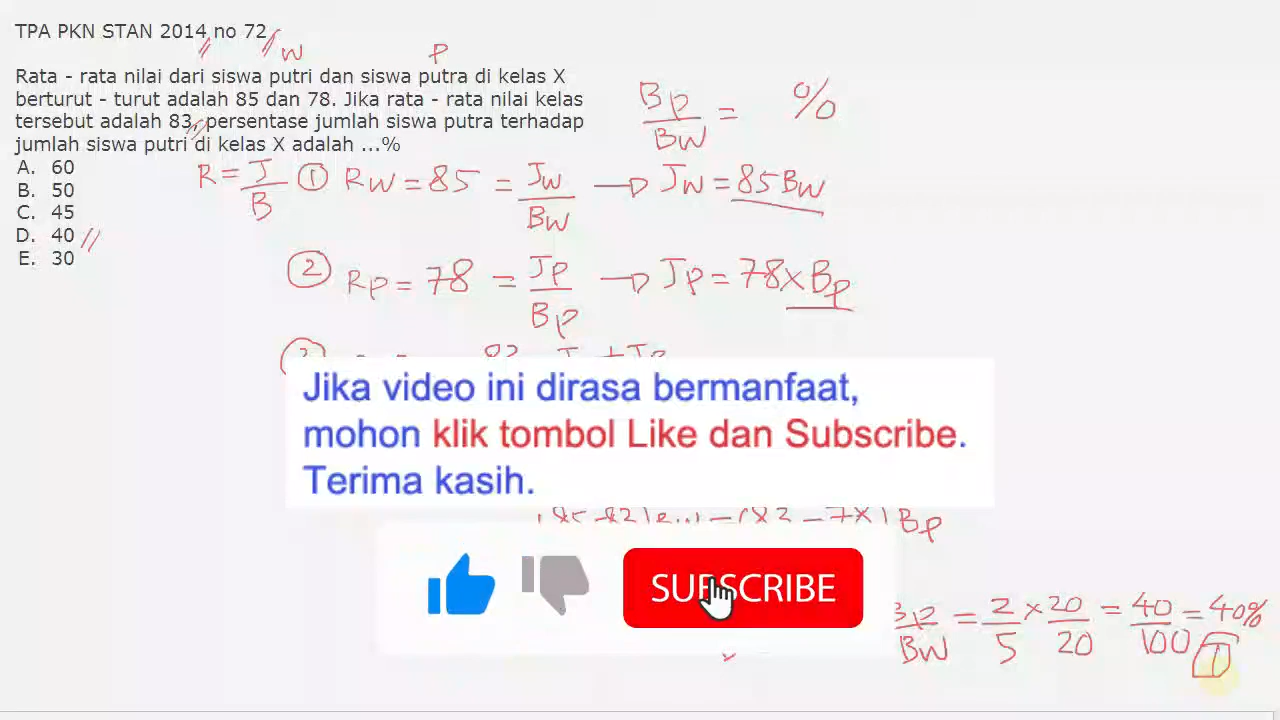 TPA PKN STAN 2014 no 72
W P
Rata - rata nilai dari siswa putri dan siswa putra di kelas X
berturut - turut adalah 85 dan 78. Jika rata - rata nilai kelas
tersebut adalah 83, persentase jumlah siswa putra terhadap
jumlah siswa putri di kelas X adalah ...%
A. 60
B. 50
C. 45
D. 40
E. 30
Bp/BW = %
R = J/B ① RW = 85 = JW/BW → JW = 85 BW
② Rp = 78 = Jp/Bp → Jp = 78 x Bp
Jika video ini dirasa bermanfaat,
mohon klik tombol Like dan Subscribe.
Terima kasih.
Bp
SUBSCRIBE
Bp/BW = 2/5 x 20/20 = 40/100 = 40%